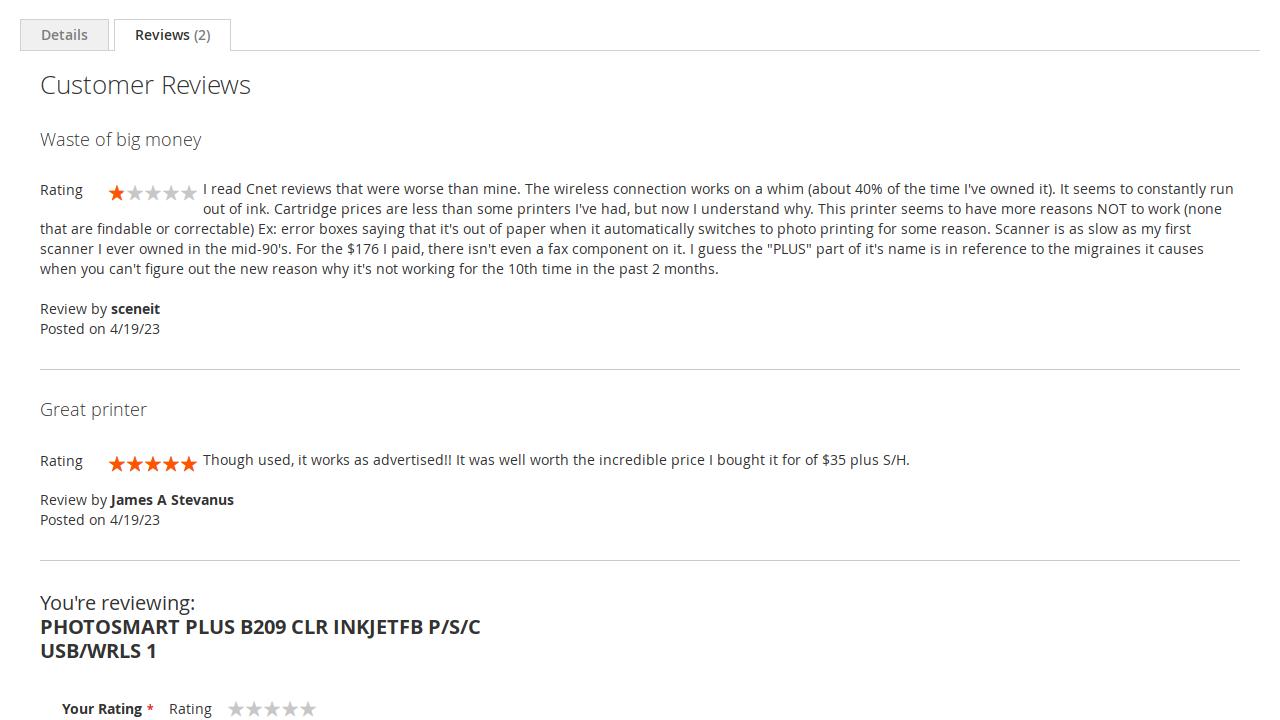 Details
Reviews (2)
Customer Reviews
Waste of big money
Rating
I read Cnet reviews that were worse than mine. The wireless connection works on a whim (about 40% of the time I've owned it). It seems to constantly run
out of ink. Cartridge prices are less than some printers I've had, but now I understand why. This printer seems to have more reasons NOT to work (none
that are findable or correctable) Ex: error boxes saying that it's out of paper when it automatically switches to photo printing for some reason. Scanner is as slow as my first
scanner I ever owned in the mid-90's. For the $176 I paid, there isn't even a fax component on it. I guess the "PLUS" part of it's name is in reference to the migraines it causes
when you can't figure out the new reason why it's not working for the 10th time in the past 2 months.
Review by sceneit
Posted on 4/19/23
Great printer
Rating
Though used, it works as advertised!! It was well worth the incredible price I bought it for of $35 plus S/H.
Review by James A Stevanus
Posted on 4/19/23
You're reviewing:
PHOTOSMART PLUS B209 CLR INKJETFB P/S/C
USB/WRLS 1
Your Rating * Rating